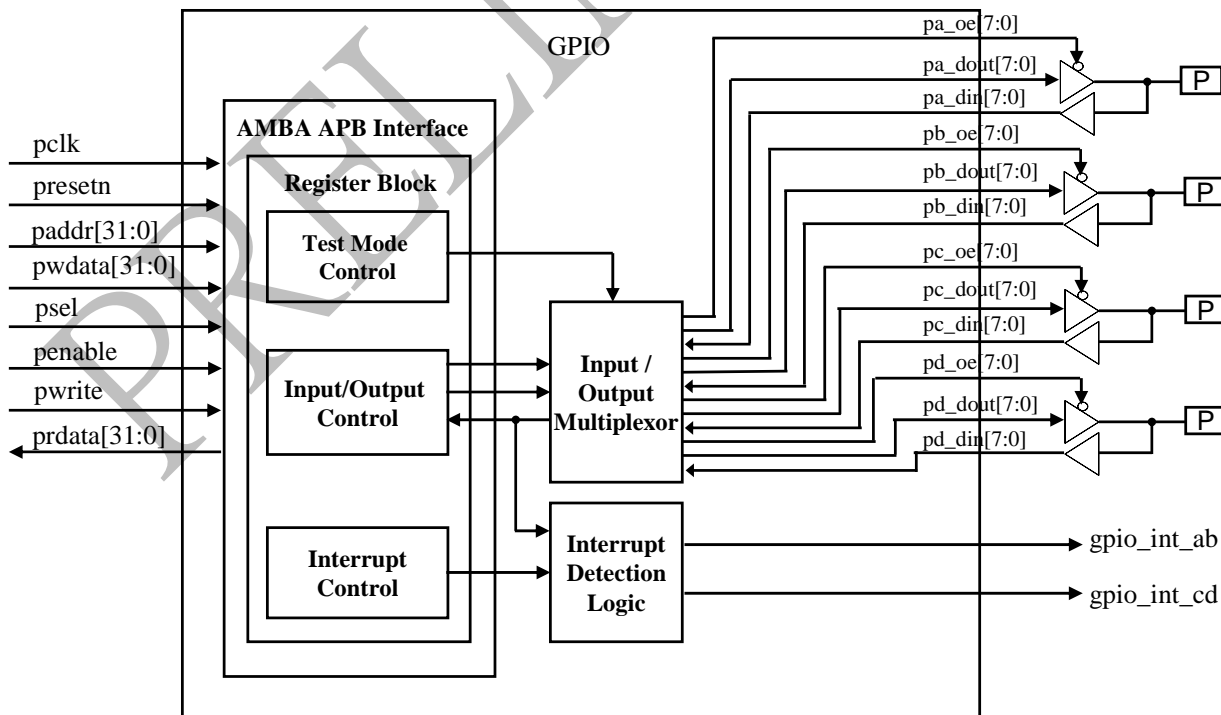 GPIO
AMBA APB Interface
Register Block
Test Mode
Control
Input/Output
Control
Interrupt
Control
Input /
Output
Multiplexor
Interrupt
Detection
Logic
pclk
presetn
paddr[31:0]
pwdata[31:0]
psel
penable
pwrite
prdata[31:0]
pa_oe[7:0]
pa_dout[7:0]
pa_din[7:0]
P
pb_oe[7:0]
pb_dout[7:0]
pb_din[7:0]
P
pc_oe[7:0]
pc_dout[7:0]
pc_din[7:0]
P
pd_oe[7:0]
pd_dout[7:0]
pd_din[7:0]
P
gpio_int_ab
gpio_int_cd